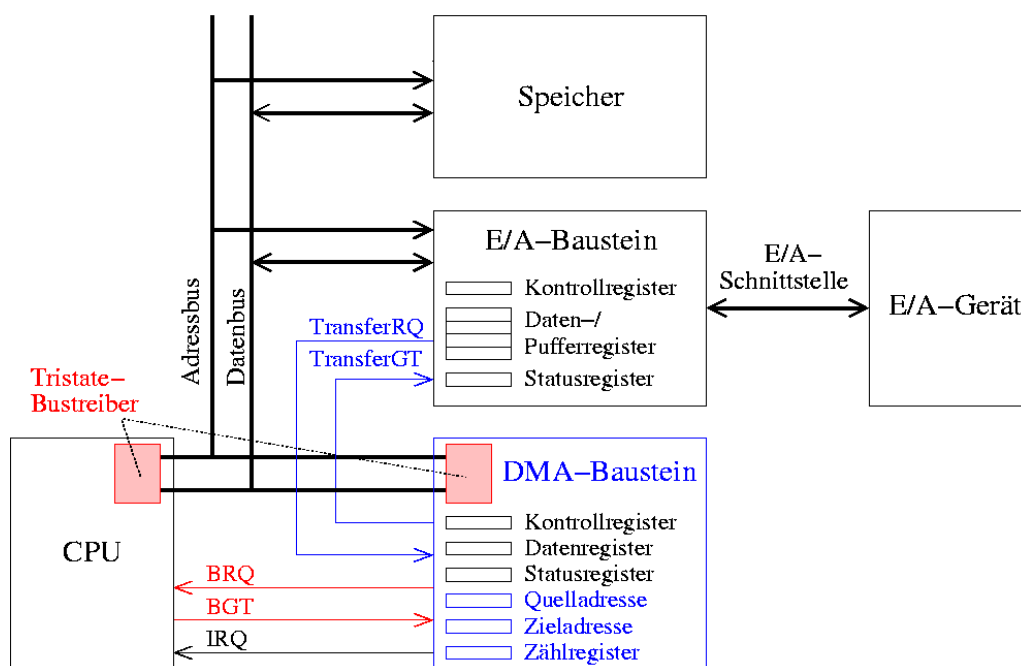 Speicher
E/A–Baustein
Kontrollregister
Daten–/
Pufferregister
Statusregister
E/A–
Schnittstelle
E/A–Gerät
Adressbus
Datenbus
TransferRQ
TransferGT
Tristate–
Bustreiber
CPU
DMA–Baustein
Kontrollregister
Datenregister
Statusregister
Quelladresse
Zieladresse
Zählregister
BRQ
BGT
IRQ